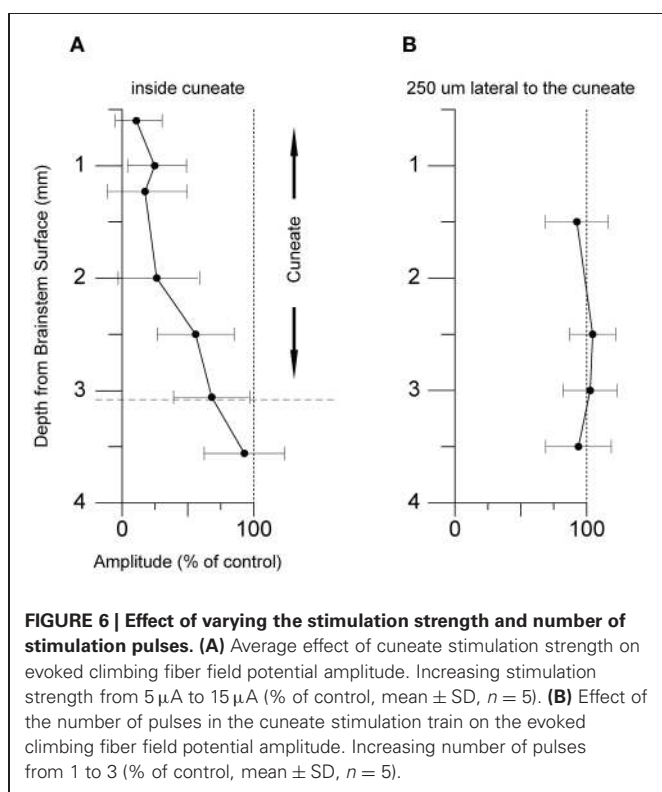 A
B
inside cuneate
250 um lateral to the cuneate
Depth from Brainstem Surface (mm)
1
2
3
4
Cuneate
0
100
Amplitude (% of control)
1
2
3
4
0
100
FIGURE 6 | Effect of varying the stimulation strength and number of
stimulation pulses. (A) Average effect of cuneate stimulation strength on
evoked climbing fiber field potential amplitude. Increasing stimulation
strength from 5 μA to 15 μA (% of control, mean ± SD, n = 5). (B) Effect of
the number of pulses in the cuneate stimulation train on the evoked
climbing fiber field potential amplitude. Increasing number of pulses
from 1 to 3 (% of control, mean ± SD, n = 5).